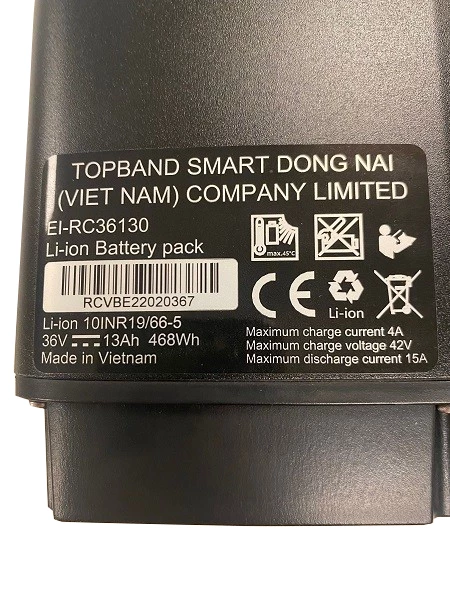 TOPBAND SMART DONG NAI
(VIET NAM) COMPANY LIMITED
EI-RC36130
Li-ion Battery pack
max.45°C
RCVBE22020367
CE
Li-ion
Li-ion 10INR19/66-5
36V 13Ah 468Wh
Made in Vietnam
Maximum charge current 4A
Maximum charge voltage 42V
Maximum discharge current 15A